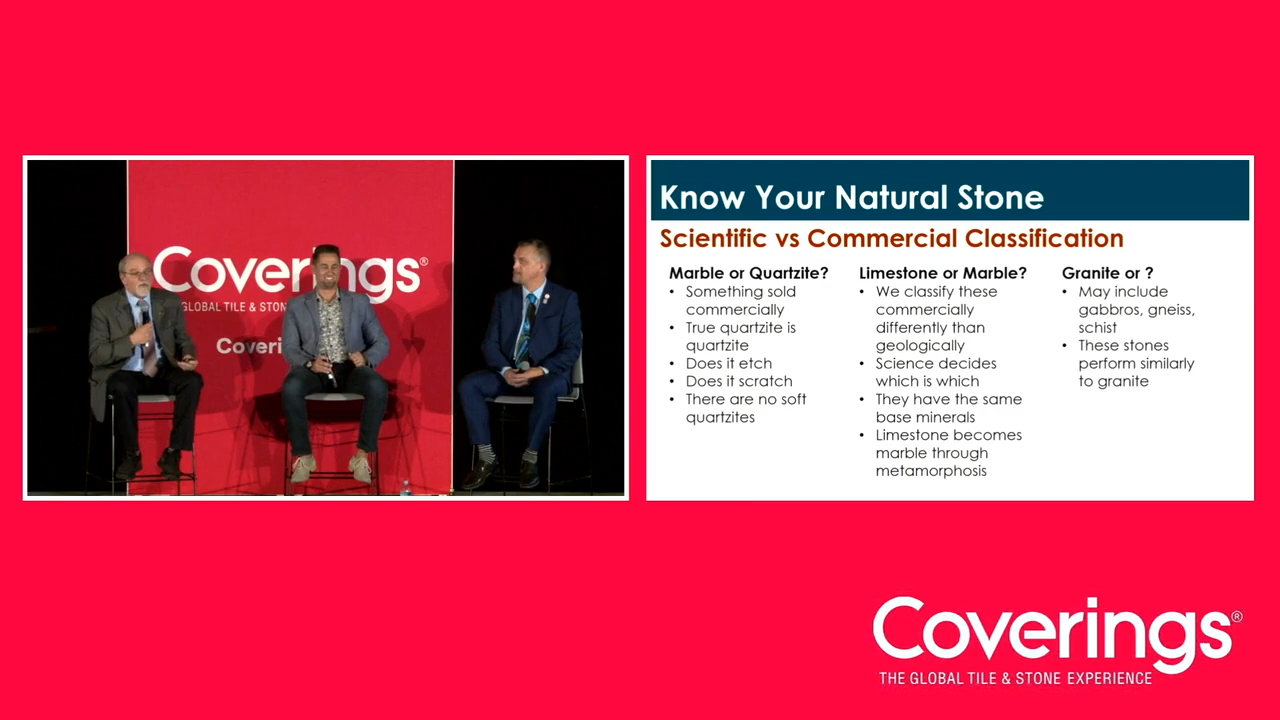 Coverings®
GLOBAL TILE & STON
Coveri
Know Your Natural Stone
Scientific vs Commercial Classification
Marble or Quartzite?
• Something sold
commercially
• True quartzite is
quartzite
• Does it etch
• Does it scratch
• There are no soft
quartzites
Limestone or Marble?
• We classify these
commercially
differently than
geologically
• Science decides
which is which
• They have the same
base minerals
• Limestone becomes
marble through
metamorphosis
Granite or ?
• May include
gabbros, gneiss,
schist
• These stones
perform similarly
to granite
Coverings®
THE GLOBAL TILE & STONE EXPERIENCE